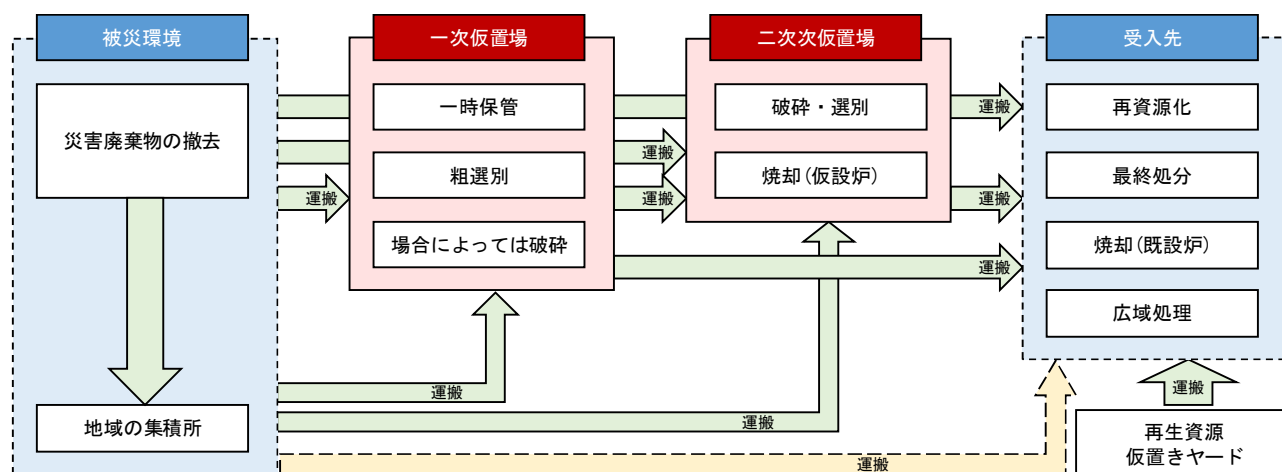 被災環境
一次仮置場
二次次仮置場
受入先
災害廃棄物の撤去
一時保管
破砕・選別
運搬
再資源化
運搬
粗選別
焼却(仮設炉)
最終処分
運搬
運搬
運搬
場合によっては破砕
焼却(既設炉)
運搬
広域処理
運搬
運搬
地域の集積所
運搬
再生資源
仮置きヤード
運搬